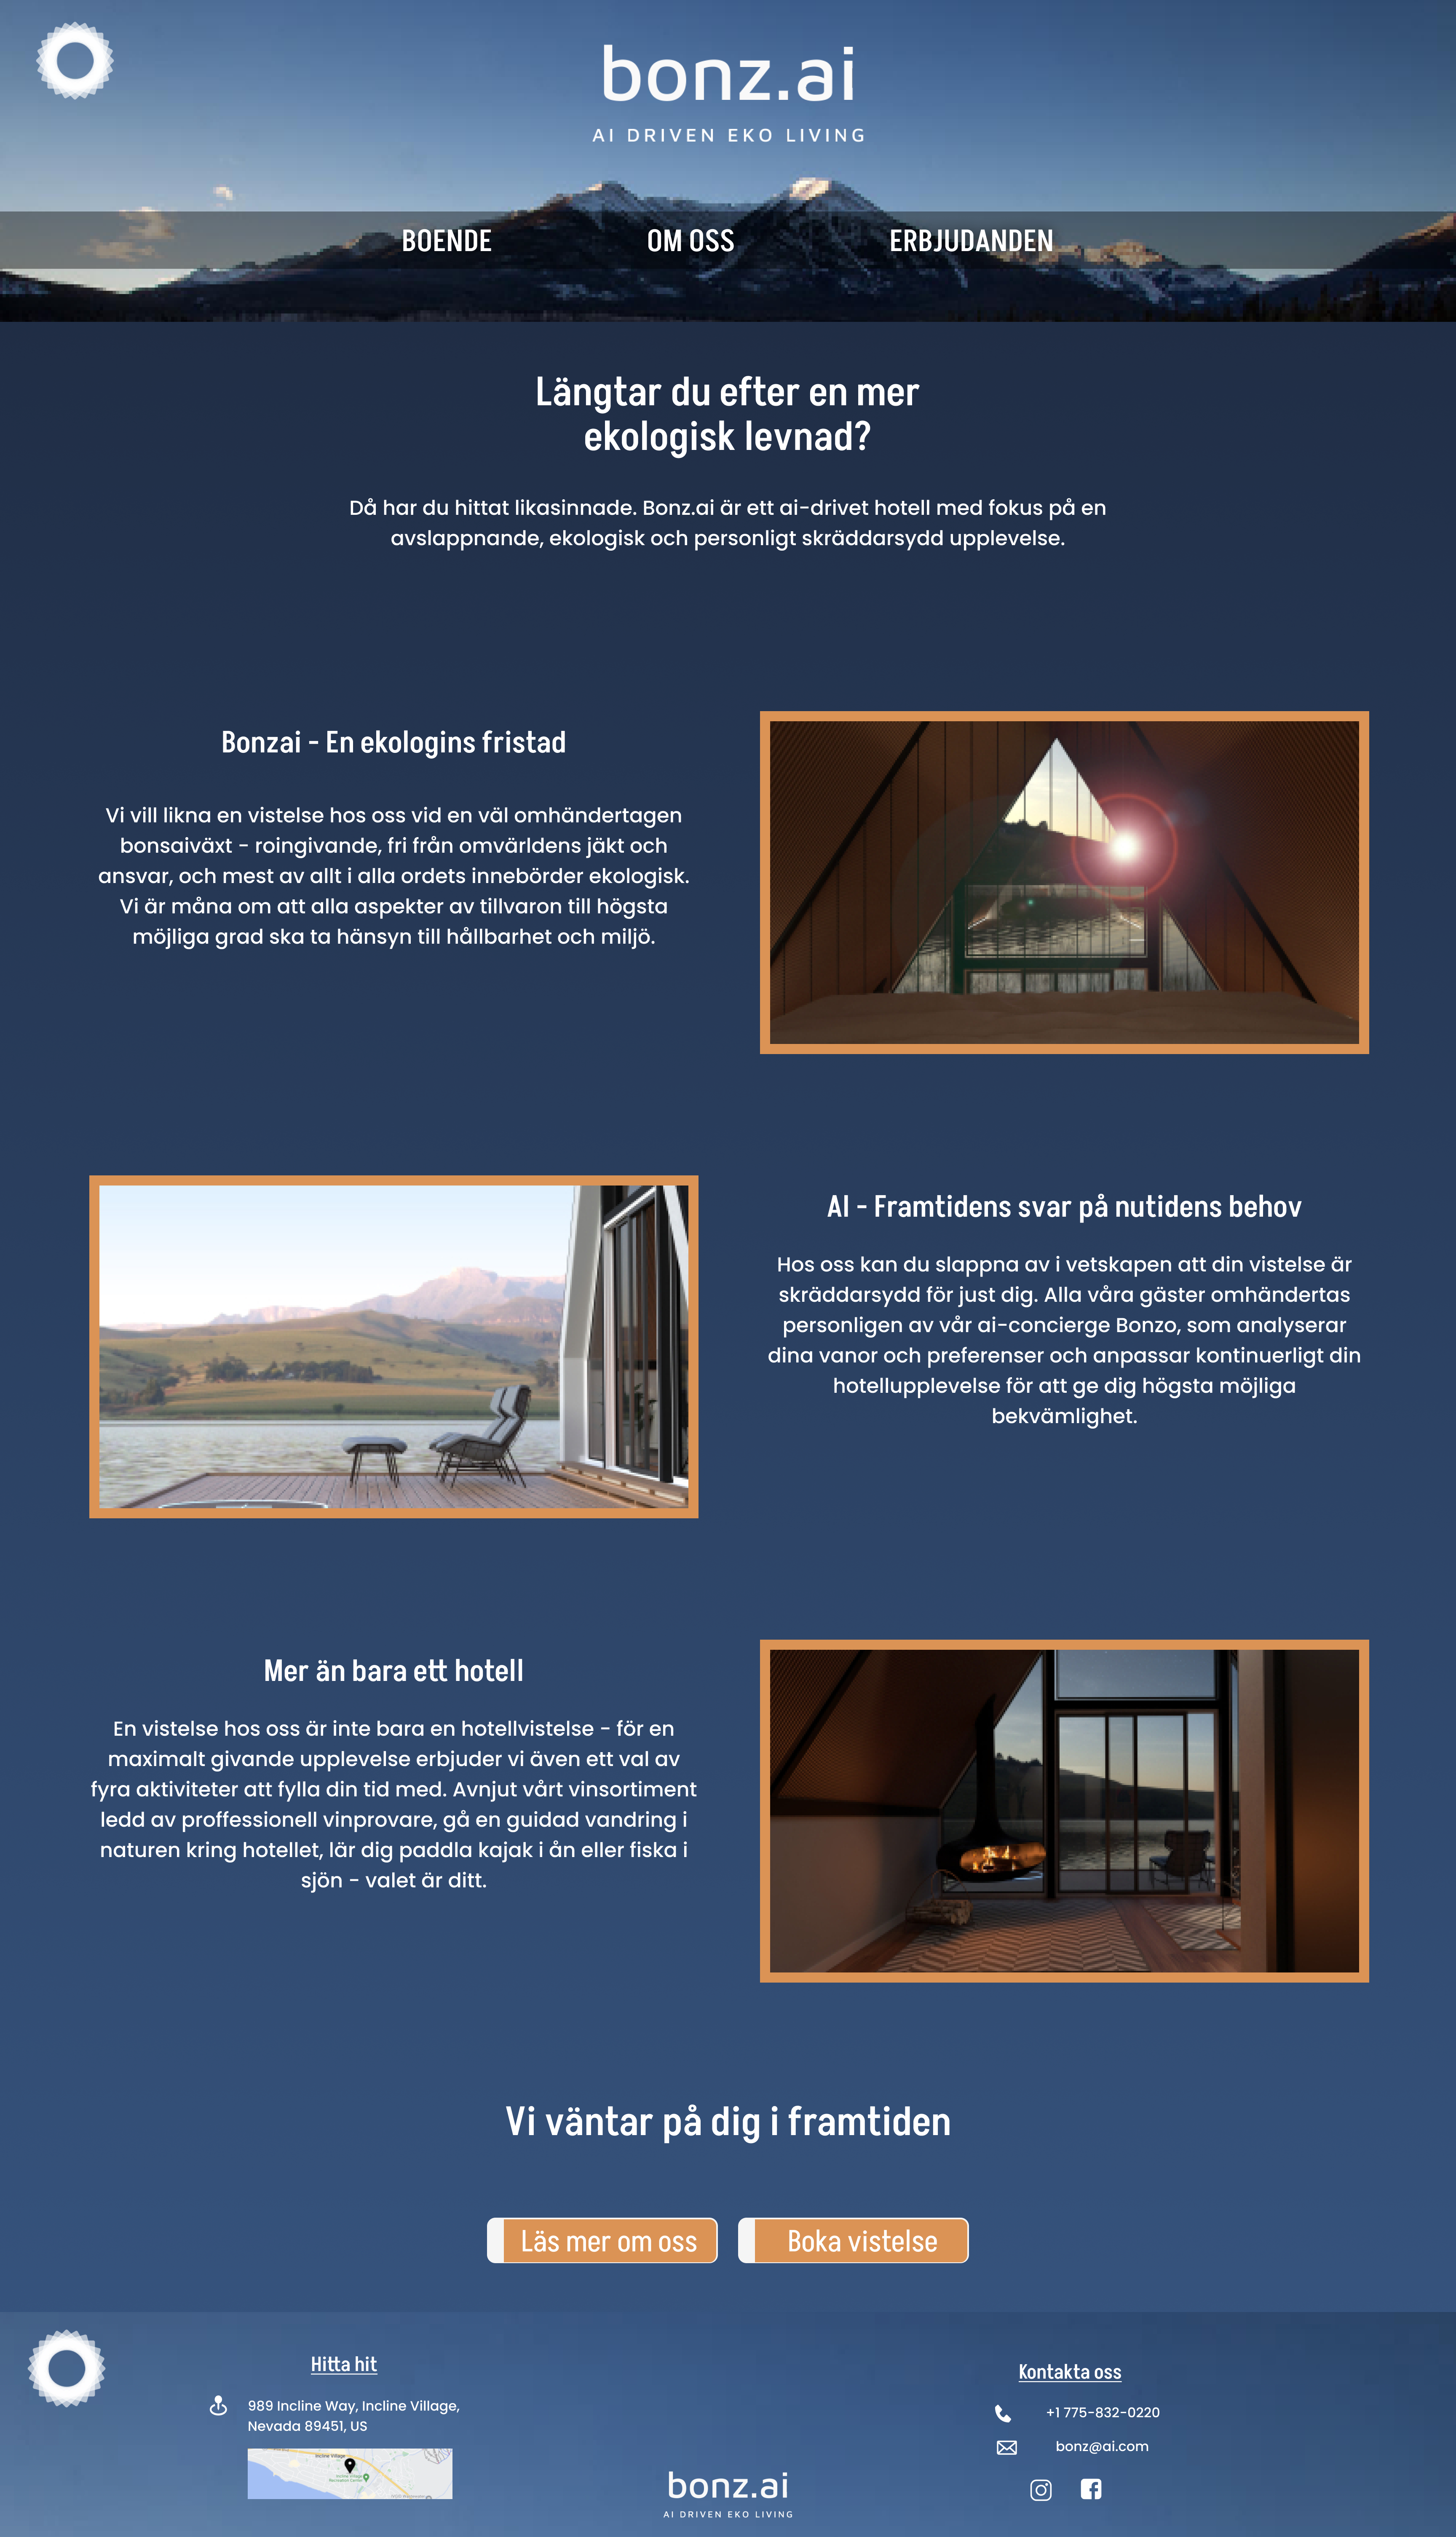 bonz.ai
AI DRIVEN EKO LIVING
BOENDE
OM OSS
ERBJUDANDEN
Längtar du efter en mer
ekologisk levnad?
Då har du hittat likasinnade. Bonz.ai är ett ai-drivet hotell med fokus på en
avslappnande, ekologisk och personligt skräddarsydd upplevelse.
Bonzai - En ekologins fristad
Vi vill likna en vistelse hos oss vid en väl omhändertagen
bonsaiväxt - roingivande, fri från omvärldens jäkt och
ansvar, och mest av allt i alla ordets innebörder ekologisk.
Vi är måna om att alla aspekter av tillvaron till högsta
möjliga grad ska ta hänsyn till hållbarhet och miljö.
AI - Framtidens svar på nutidens behov
Hos oss kan du slappna av i vetskapen att din vistelse är
skräddarsydd för just dig. Alla våra gäster omhändertas
personligen av vår ai-concierge Bonzo, som analyserar
dina vanor och preferenser och anpassar kontinuerligt din
hotellupplevelse för att ge dig högsta möjliga
bekvämlighet.
Mer än bara ett hotell
En vistelse hos oss är inte bara en hotellvistelse - för en
maximalt givande upplevelse erbjuder vi även ett val av
fyra aktiviteter att fylla din tid med. Avnjut vårt vinsortiment
ledd av proffessionell vinprovare, gå en guidad vandring i
naturen kring hotellet, lär dig paddla kajak i ån eller fiska i
sjön - valet är ditt.
Vi väntar på dig i framtiden
Läs mer om oss
Boka vistelse
Hitta hit
989 Incline Way, Incline Village,
Nevada 89451, US
Incline Village
Incline Village
Recreation Center
bonz.ai
AI DRIVEN EKO LIVING
Kontakta oss
+1 775-832-0220
bonz@ai.com